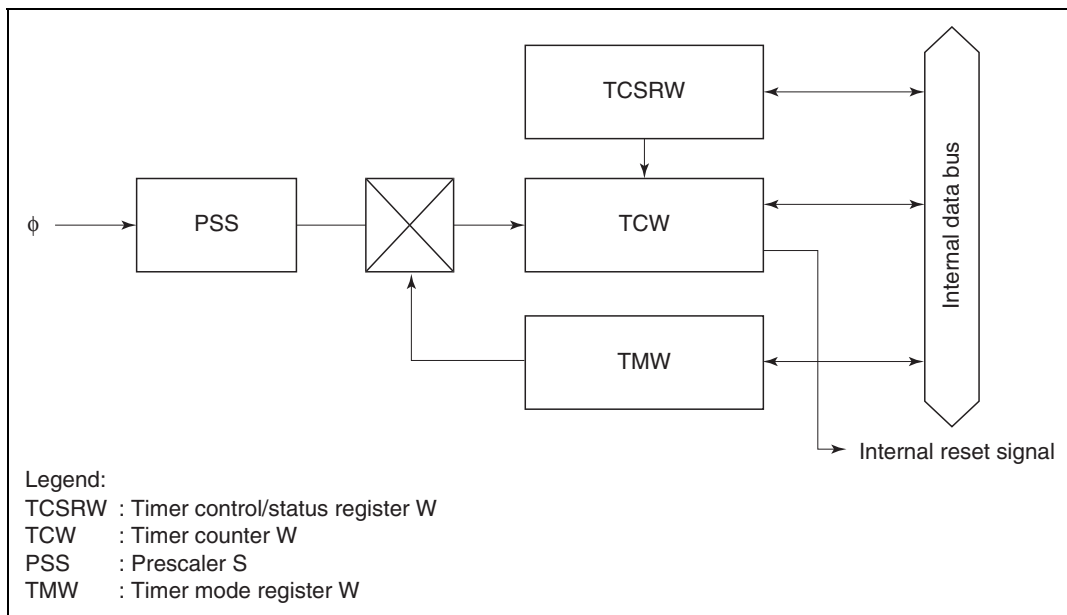 TCSRW
φ
PSS
TCW
TMW
Internal data bus
Internal reset signal
Legend:
TCSRW : Timer control/status register W
TCW : Timer counter W
PSS : Prescaler S
TMW : Timer mode register W